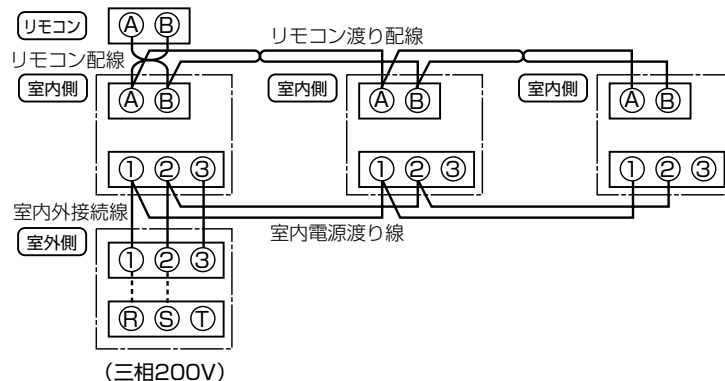 リモコン Ⓐ Ⓑ
リモコン渡り配線
リモコン配線
室内側 室内側 室内側
Ⓐ Ⓑ Ⓐ Ⓑ Ⓐ Ⓑ
① ② ③ ① ② ③ ① ② ③
室内外接続線
室内電源渡り線
室外側
① ② ③
Ⓡ Ⓢ Ⓣ
(三相200V)